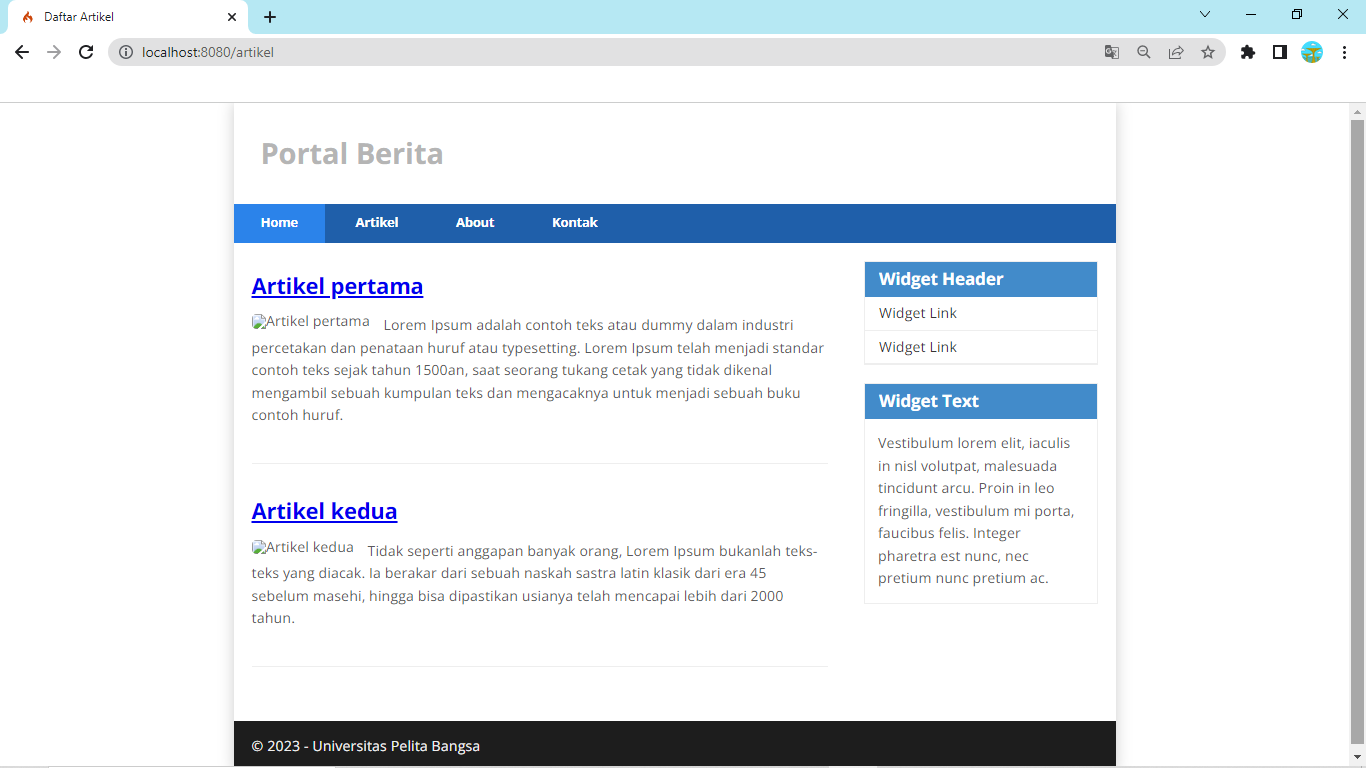 Daftar Artikel
localhost:8080/artikel
Portal Berita
Home Artikel About Kontak
Artikel pertama
Artikel pertama Lorem Ipsum adalah contoh teks atau dummy dalam industri
percetakan dan penataan huruf atau typesetting. Lorem Ipsum telah menjadi standar
contoh teks sejak tahun 1500an, saat seorang tukang cetak yang tidak dikenal
mengambil sebuah kumpulan teks dan mengacaknya untuk menjadi sebuah buku
contoh huruf.
Artikel kedua
Artikel kedua Tidak seperti anggapan banyak orang, Lorem Ipsum bukanlah teks-
teks yang diacak. Ia berakar dari sebuah naskah sastra latin klasik dari era 45
sebelum masehi, hingga bisa dipastikan usianya telah mencapai lebih dari 2000
tahun.
Widget Header
Widget Link
Widget Link
Widget Text
Vestibulum lorem elit, iaculis
in nisl volutpat, malesuada
tincidunt arcu. Proin in leo
fringilla, vestibulum mi porta,
faucibus felis. Integer
pharetra est nunc, nec
pretium nunc pretium ac.
© 2023 - Universitas Pelita Bangsa